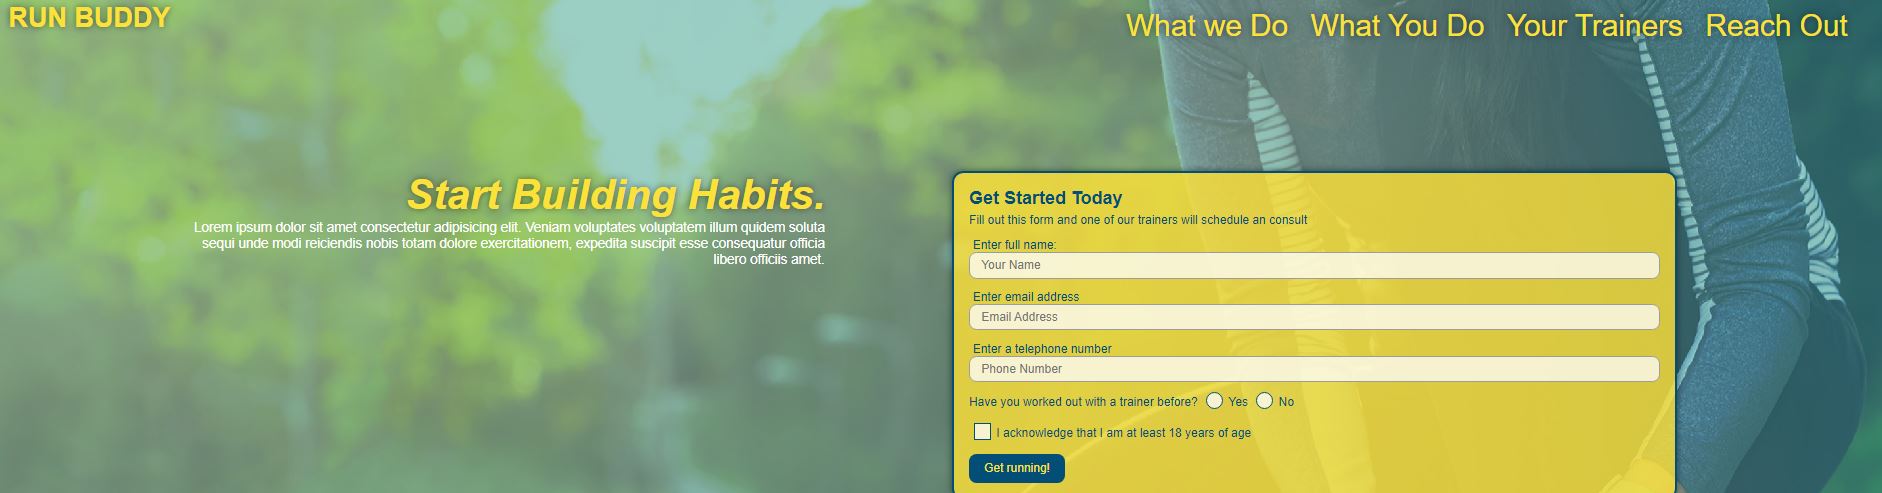 RUN BUDDY
What we Do What You Do Your Trainers Reach Out
Start Building Habits.
Lorem ipsum dolor sit amet consectetur adipisicing elit. Veniam voluptates voluptatem illum quidem soluta
sequi unde modi reiciendis nobis totam dolore exercitationem, expedita suscipit esse consequatur officia
libero officiis amet.
Get Started Today
Fill out this form and one of our trainers will schedule an consult
Enter full name:
Your Name
Enter email address
Email Address
Enter a telephone number
Phone Number
Have you worked out with a trainer before? Yes No
I acknowledge that I am at least 18 years of age
Get running!